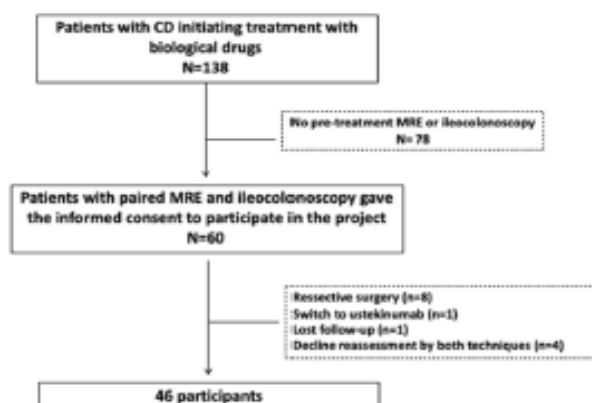 Patients with CD initiating treatment with
biological drugs
N=138
No pre-treatment MRE or ileocolonoscopy
N= 78
Patients with paired MRE and ileocolonoscopy gave
the informed consent to participate in the project
N=60
Ressective surgery (n=8)
Switch to ustekinumab (n=1)
Lost follow-up (n=1)
Decline reassessment by both techniques (n=4)
46 participants